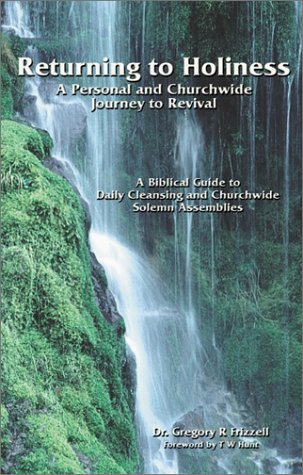 Returning to Holiness
A Personal and Churchwide
Journey to Revival
A Biblical Guide to
Daily Cleansing and Churchwide
Solemn Assemblies
Dr. Gregory R Frizzell
Foreword by T W Hunt